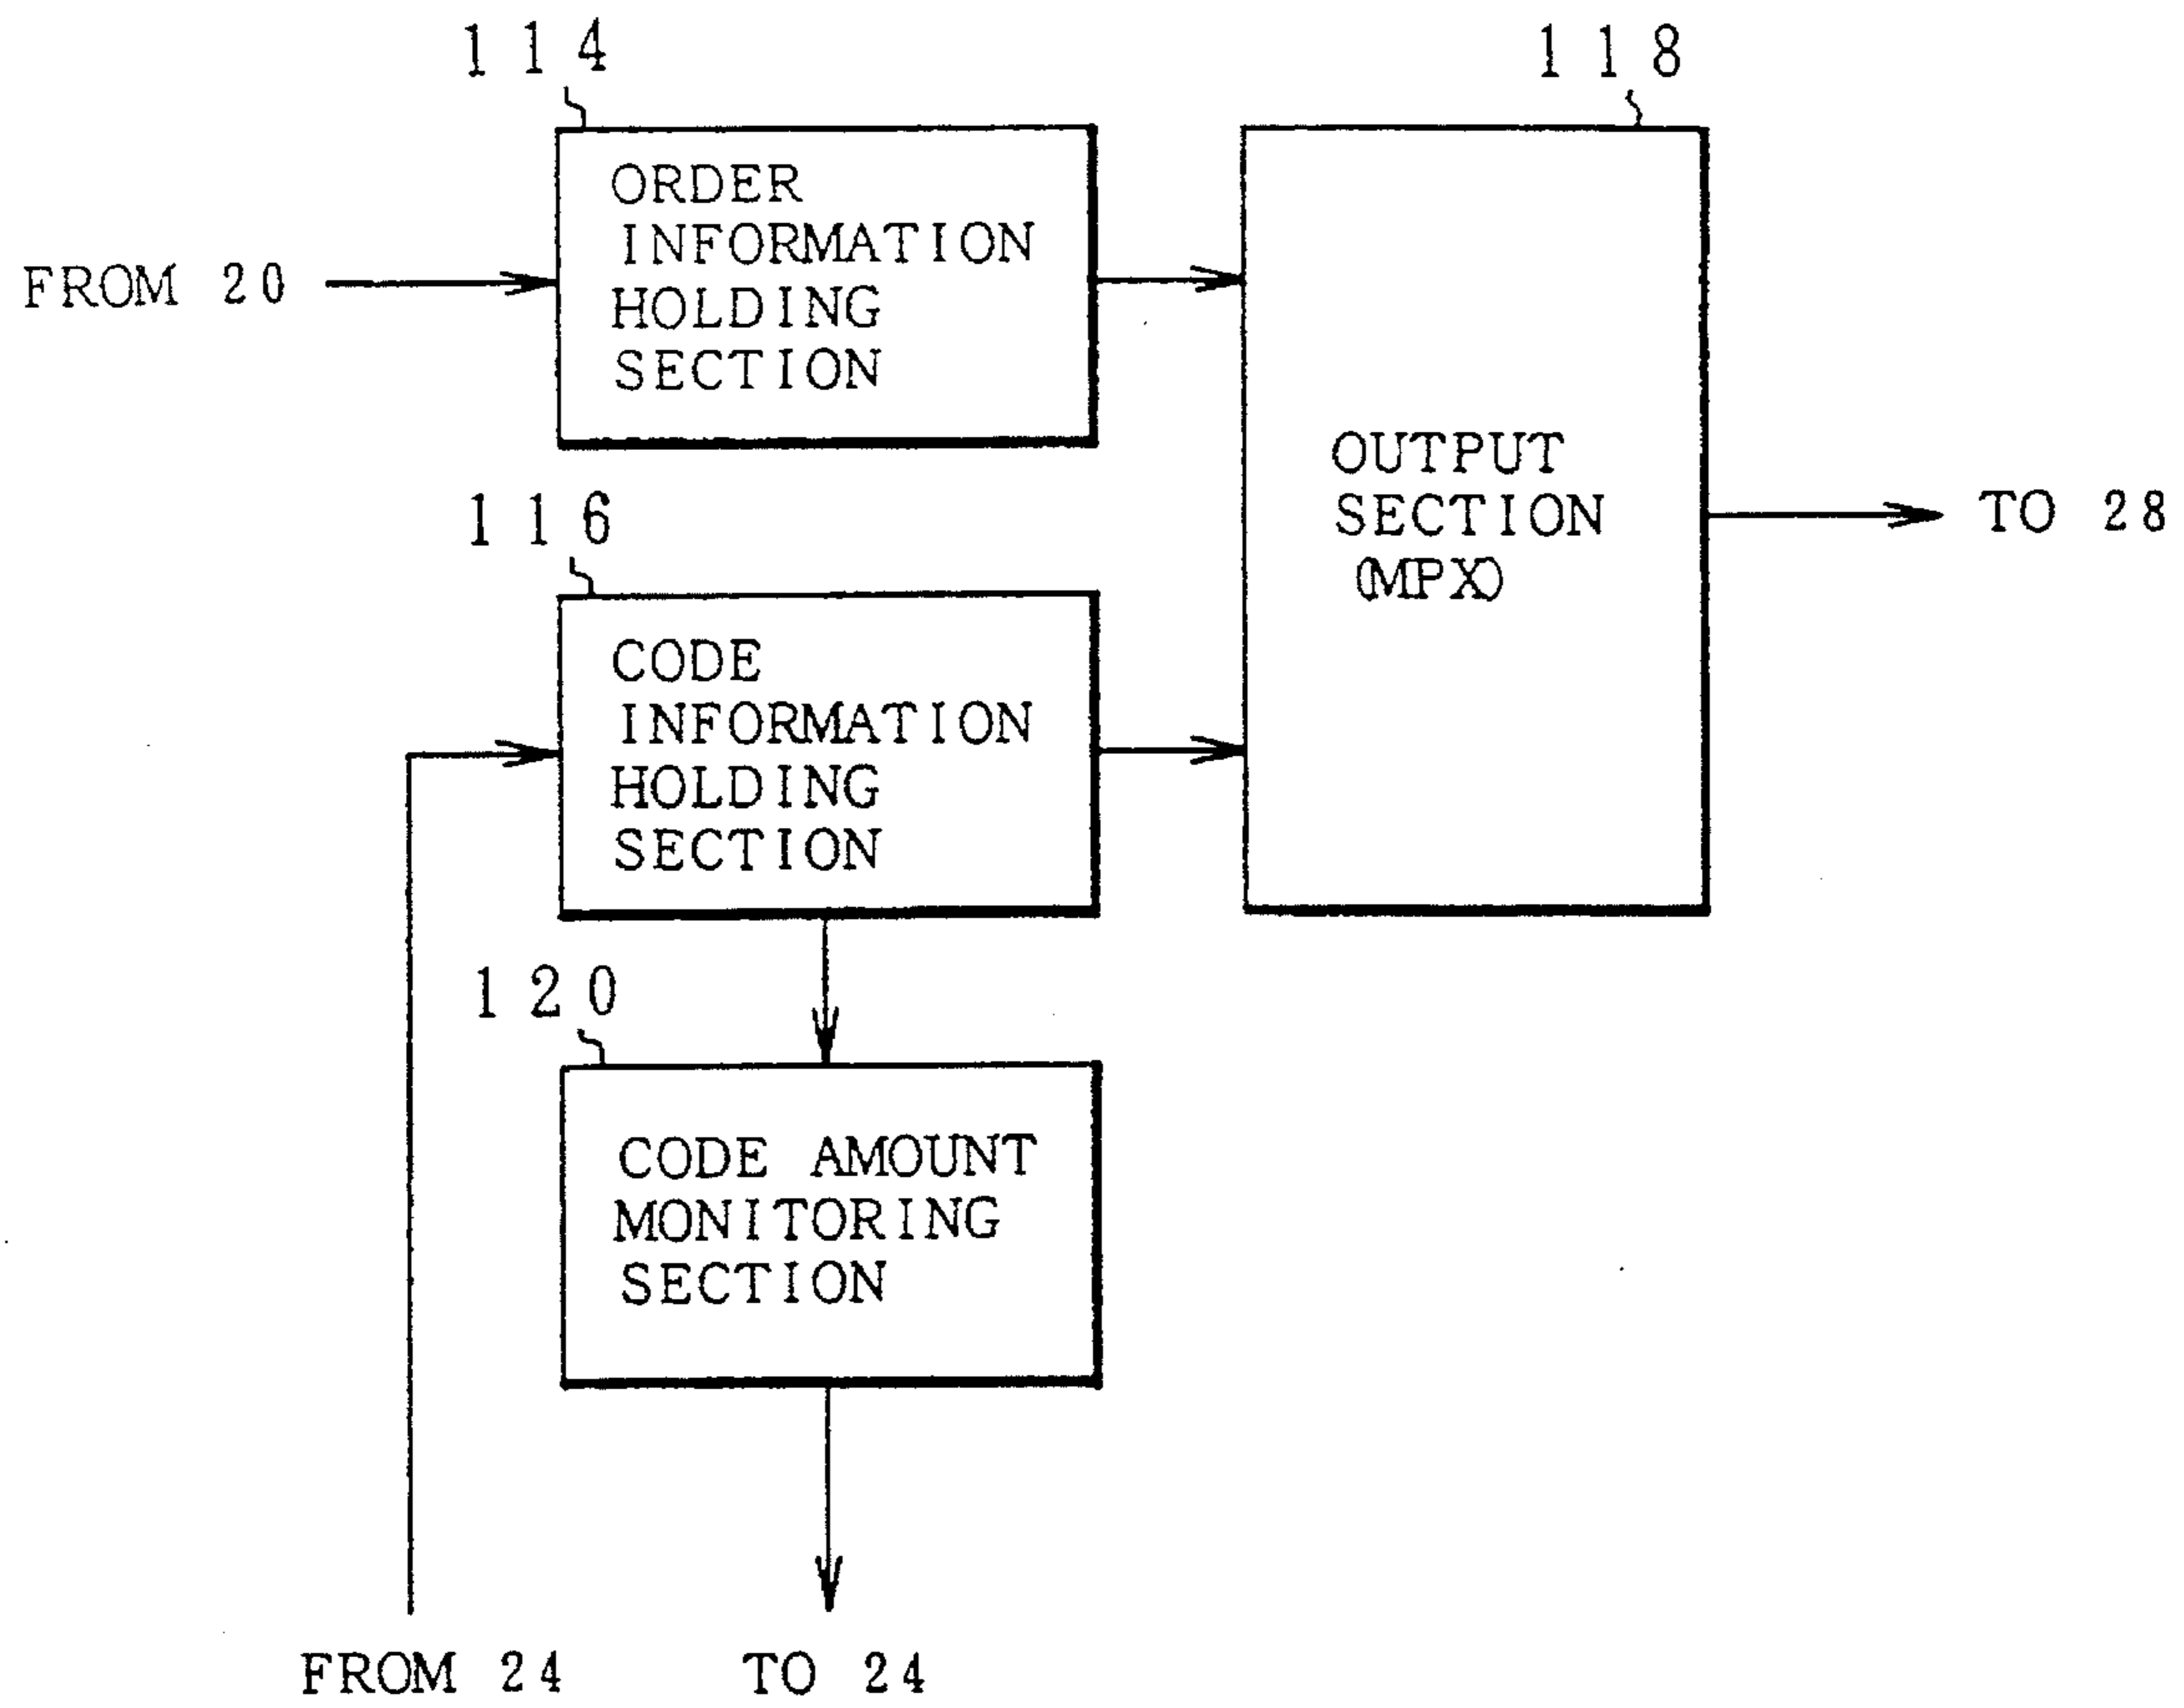 114
118
ORDER
INFORMATION
HOLDING
SECTION
FROM 20
OUTPUT
SECTION
(MPX)
TO 28
116
CODE
INFORMATION
HOLDING
SECTION
120
CODE AMOUNT
MONITORING
SECTION
FROM 24
TO 24